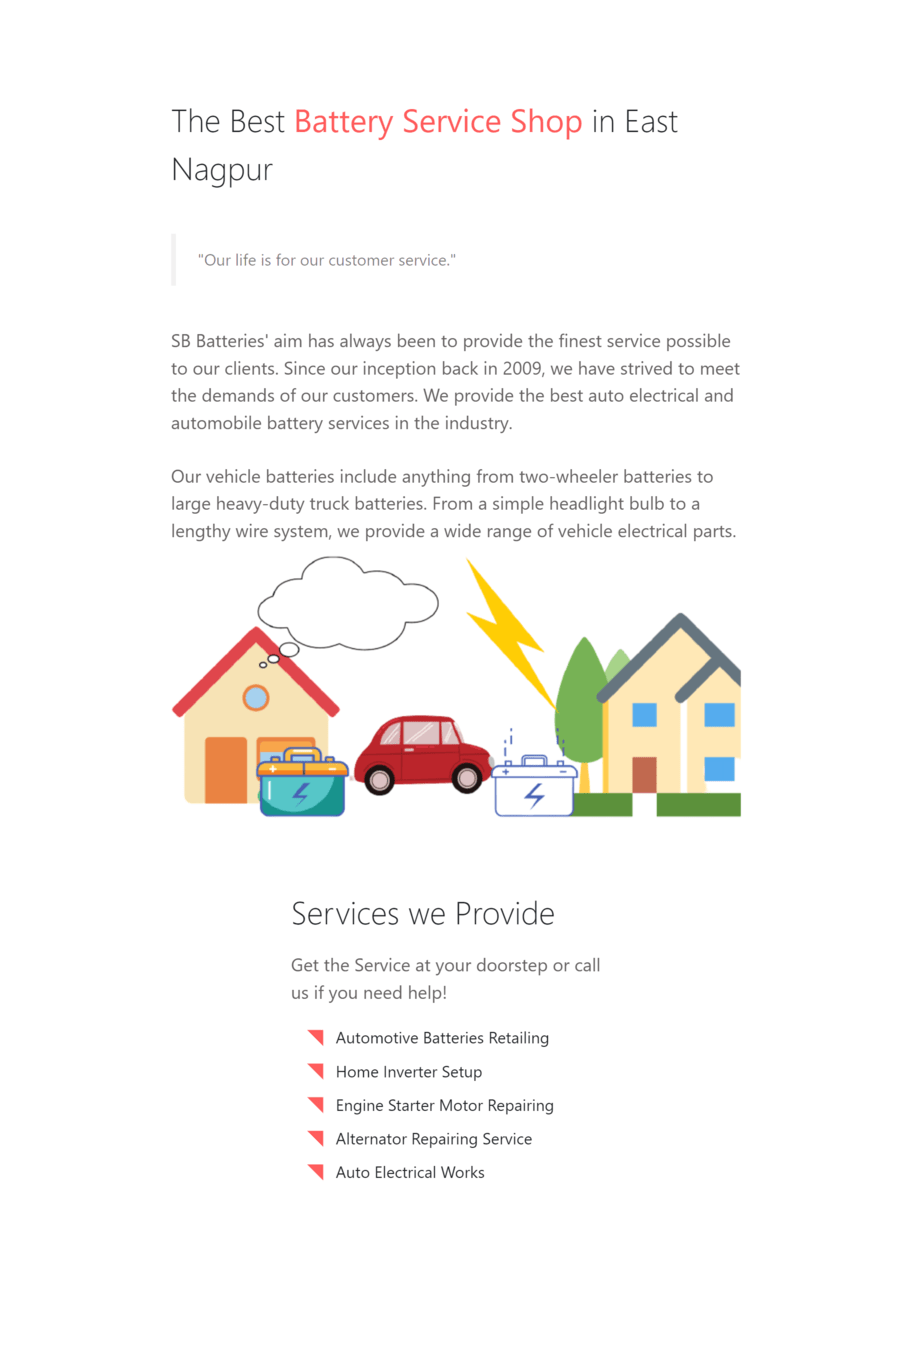 The Best Battery Service Shop in East
Nagpur
"Our life is for our customer service."
SB Batteries' aim has always been to provide the finest service possible
to our clients. Since our inception back in 2009, we have strived to meet
the demands of our customers. We provide the best auto electrical and
automobile battery services in the industry.
Our vehicle batteries include anything from two-wheeler batteries to
large heavy-duty truck batteries. From a simple headlight bulb to a
lengthy wire system, we provide a wide range of vehicle electrical parts.
Services we Provide
Get the Service at your doorstep or call
us if you need help!
Automotive Batteries Retailing
Home Inverter Setup
Engine Starter Motor Repairing
Alternator Repairing Service
Auto Electrical Works